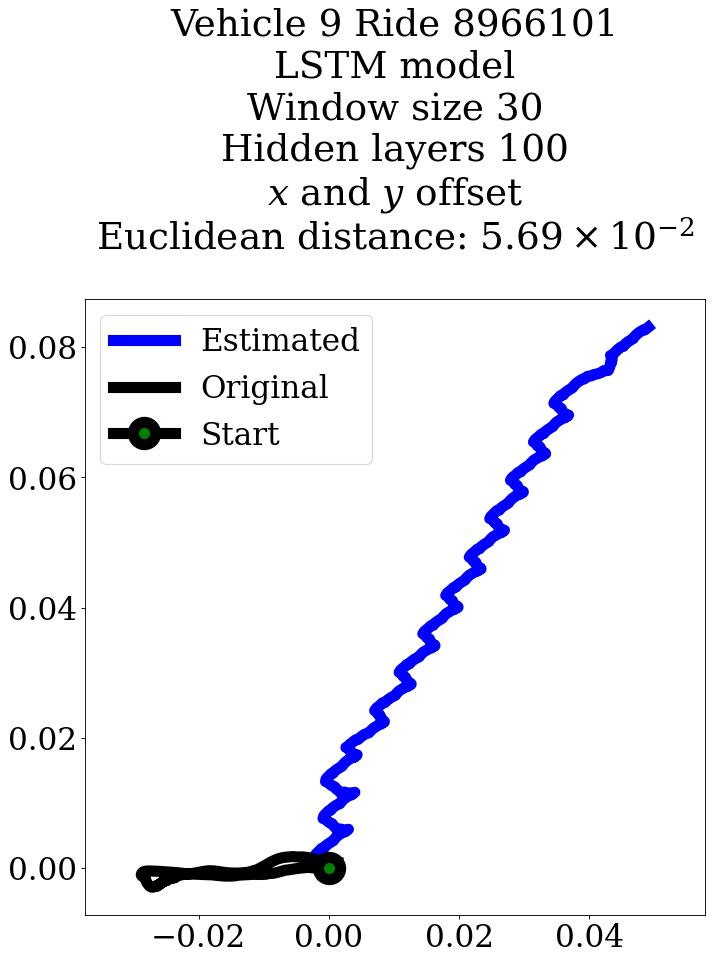 Vehicle 9 Ride 8966101
LSTM model
Window size 30
Hidden layers 100
x and y offset
Euclidean distance: 5.69 × 10⁻²
Estimated
Original
Start
0.08
0.06
0.04
0.02
0.00
−0.02 0.00 0.02 0.04